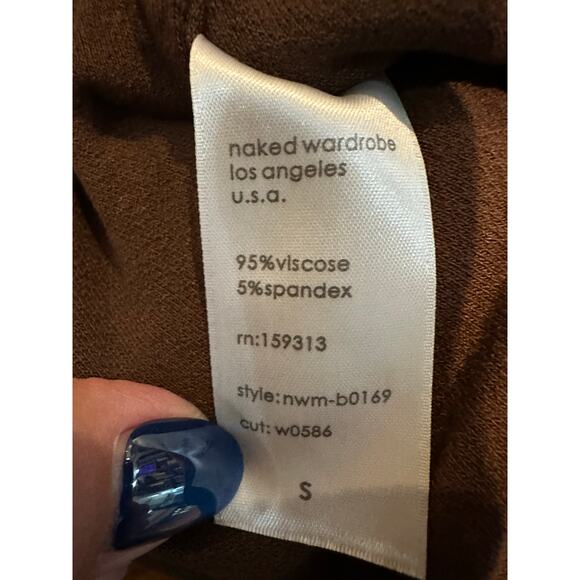 naked wardrobe
los angeles
u.s.a.
95%viscose
5%spandex
rn:159313
style:nwm-b0169
cut: w0586
S